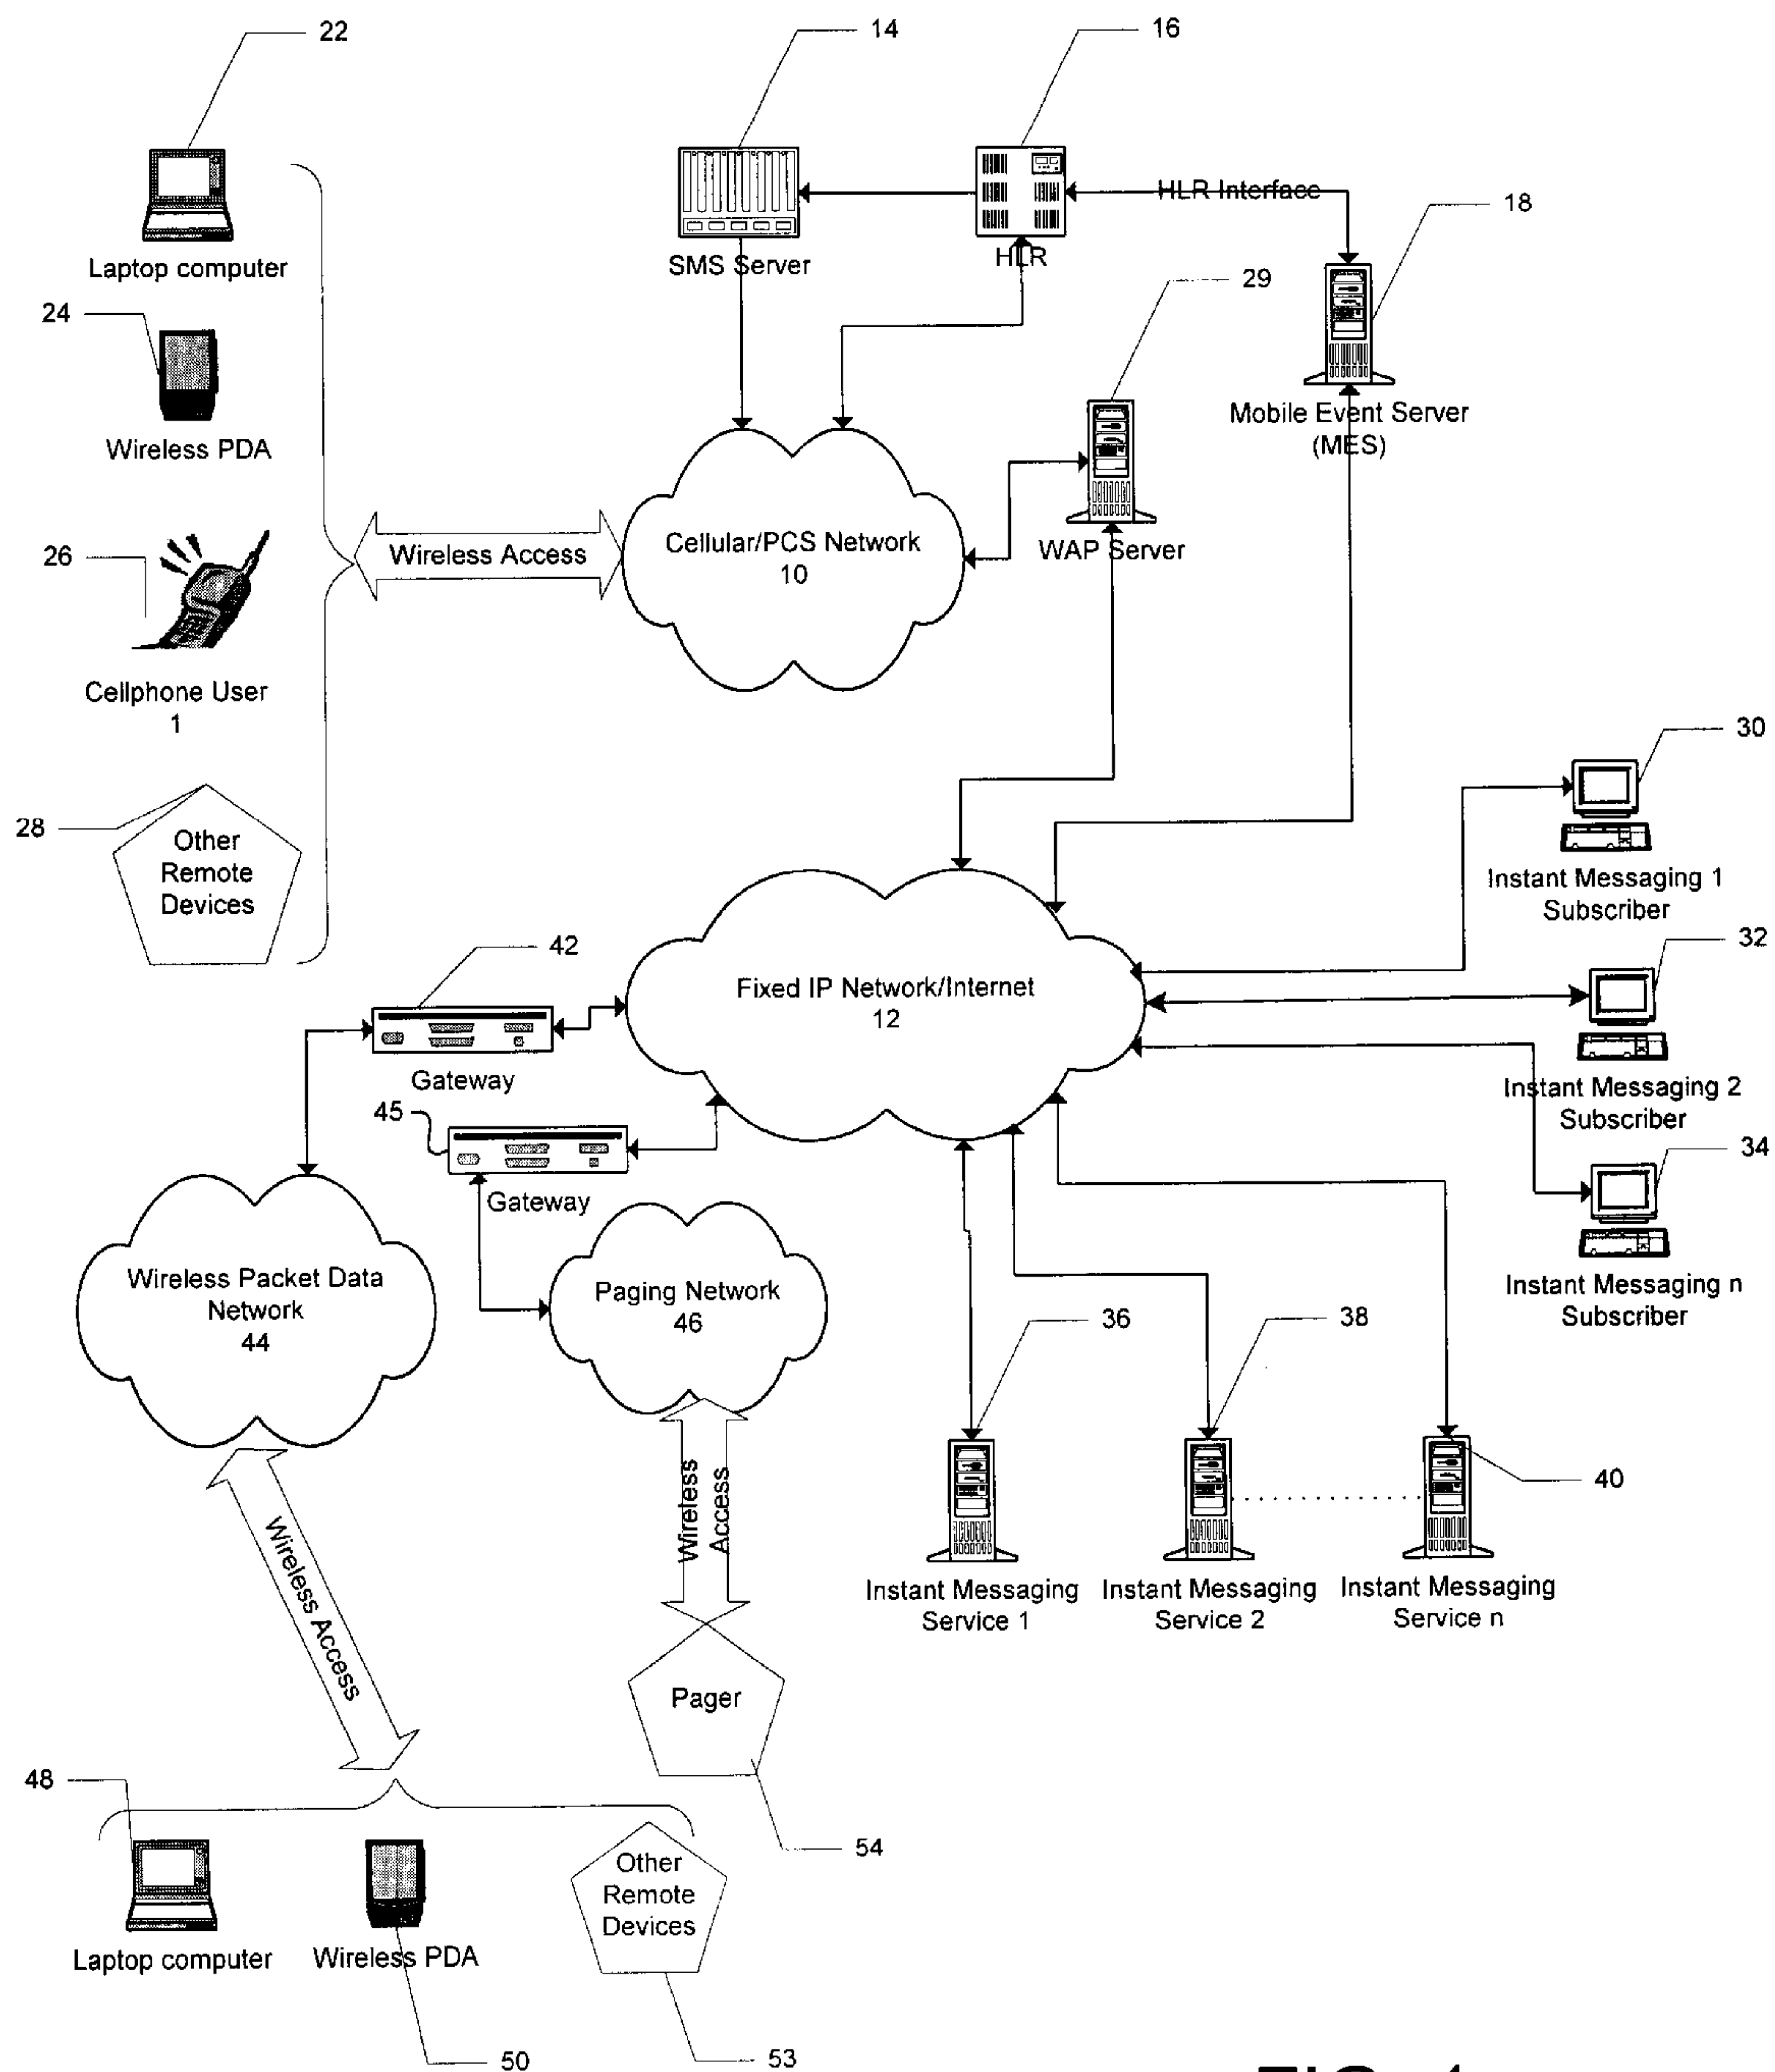 22
14
16
HLR Interface
18
Laptop computer
SMS Server
HLR
29
24
Mobile Event Server
(MES)
Wireless PDA
26
Wireless Access
Cellular/PCS Network
10
WAP Server
Cellphone User
1
30
28
Other
Remote
Devices
Instant Messaging 1
Subscriber
42
32
Fixed IP Network/Internet
12
Gateway
45
Instant Messaging 2
Subscriber
34
Gateway
Wireless Packet Data
Network
44
Paging Network
46
Instant Messaging n
Subscriber
36
38
40
Wireless
Access
Wireless Access
Instant Messaging
Service 1
Instant Messaging
Service 2
Instant Messaging
Service n
Pager
48
54
Other
Remote
Devices
Laptop computer
Wireless PDA
50
53